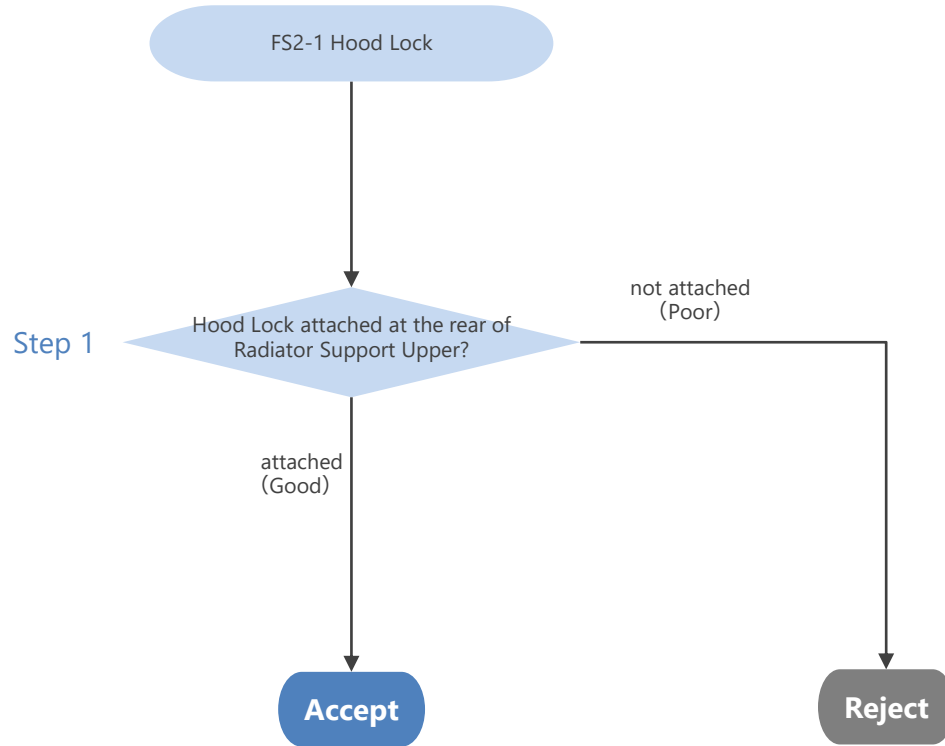 FS2-1 Hood Lock
Step 1
Hood Lock attached at the rear of
Radiator Support Upper?
not attached
（Poor）
attached
（Good）
Accept
Reject